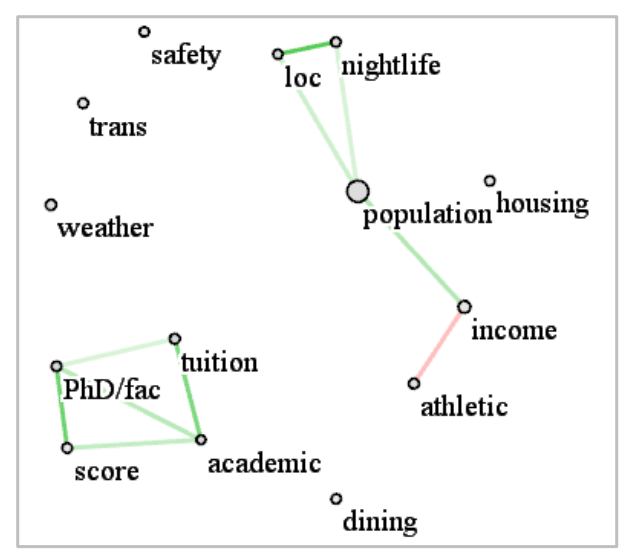 safety
nightlife
loc
trans
housing
population
weather
income
tuition
PhD/fac
athletic
academic
score
dining